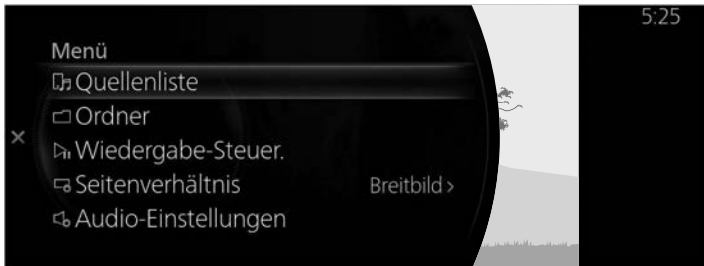 5:25
Menü
Quellenliste
Ordner
Wiedergabe-Steuer.
Seitenverhältnis Breitbild >
Audio-Einstellungen